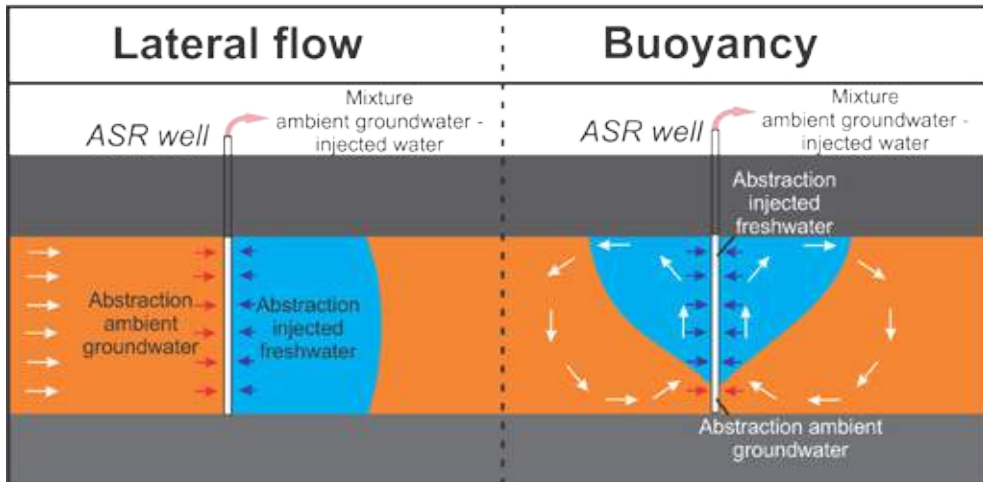 Lateral flow
Buoyancy
ASR well
Mixture
ambient groundwater -
injected water
ASR well
Mixture
ambient groundwater -
injected water
Abstraction
ambient
groundwater
Abstraction
injected
freshwater
Abstraction
injected
freshwater
Abstraction ambient
groundwater